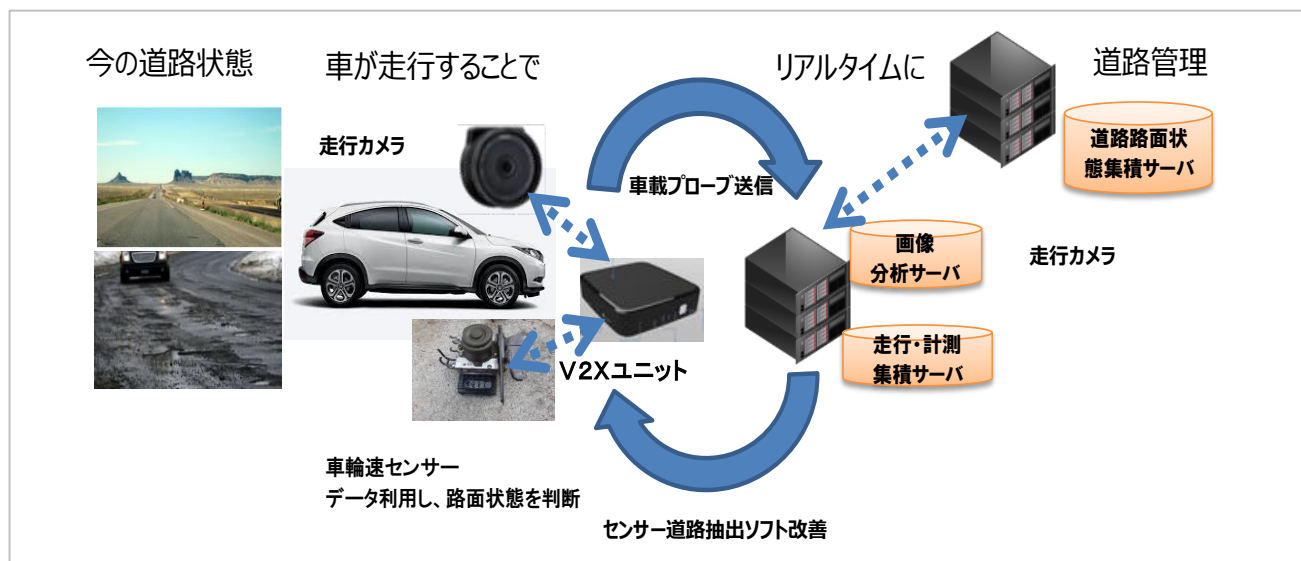 今の道路状態
車が走行することで
リアルタイムに
道路管理
走行カメラ
車載プローブ送信
道路路面状
態集積サーバ
画像
分析サーバ
走行カメラ
走行・計測
集積サーバ
V2Xユニット
車輪速センサー
データ利用し、路面状態を判断
センサー道路抽出ソフト改善